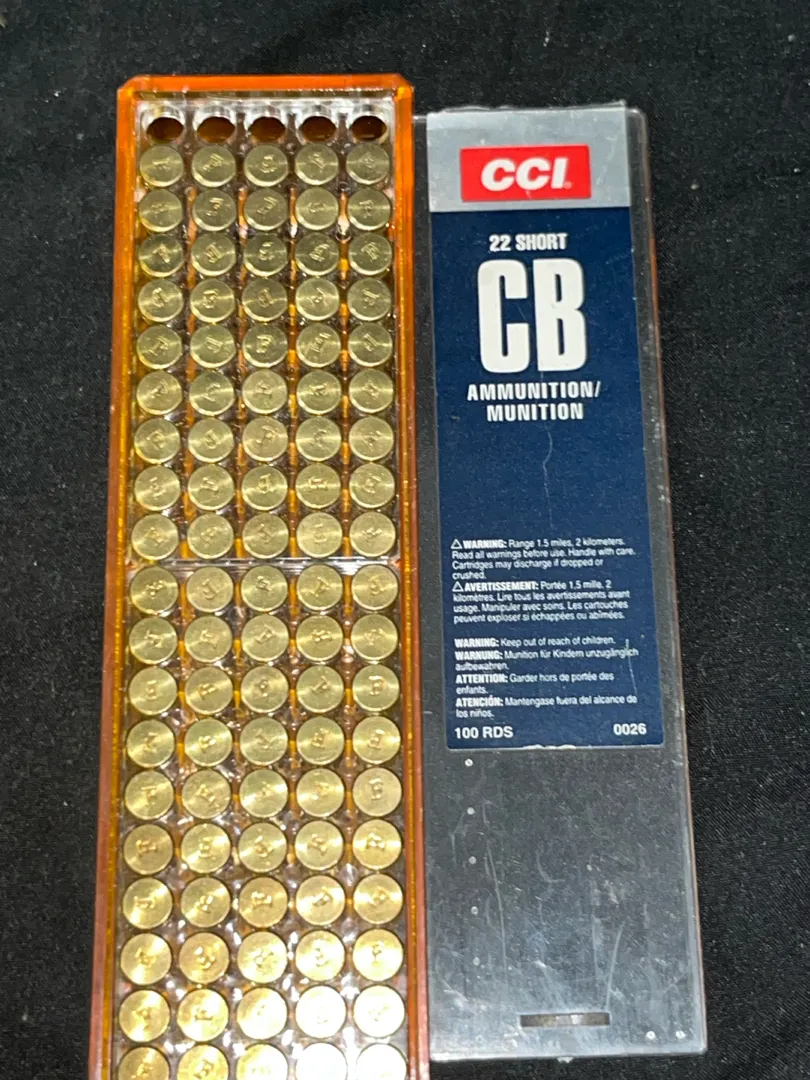 CCI
22 SHORT
CB
AMMUNITION/
MUNITION
⚠WARNING: Range 1.5 miles, 2 kilometers.
Read all warnings before use. Handle with care.
Cartridges may discharge if dropped or
crushed.
⚠AVERTISSEMENT: Portée 1.5 mille, 2
kilomètres. Lire tous les avertissements avant
usage. Manipuler avec soins. Les cartouches
peuvent exploser si échappées ou abîmées.
WARNING: Keep out of reach of children.
WARNUNG: Munition für Kindern unzugänglich
aufbewahren.
ATTENTION: Garder hors de portée des
enfants.
ATENCIÓN: Mantengase fuera del alcance de
los niños.
100 RDS 0026